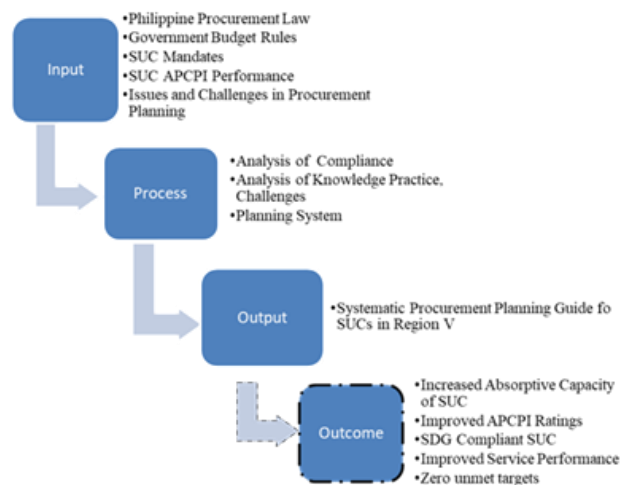 Input
•Philippine Procurement Law
•Government Budget Rules
•SUC Mandates
•SUC APCPI Performance
•Issues and Challenges in Procurement
Planning
Process
•Analysis of Compliance
•Analysis of Knowledge Practice,
Challenges
•Planning System
Output
•Systematic Procurement Planning Guide fo
SUCs in Region V
Outcome
•Increased Absorptive Capacity
of SUC
•Improved APCPI Ratings
•SDG Compliant SUC
•Improved Service Performance
•Zero unmet targets